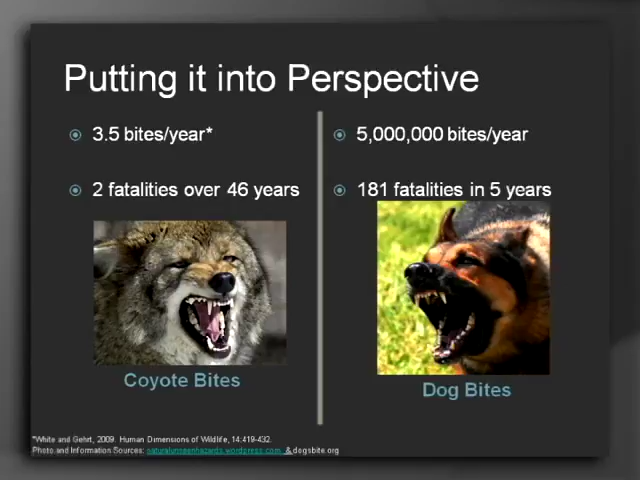 Putting it into Perspective
3.5 bites/year*
2 fatalities over 46 years
Coyote Bites
5,000,000 bites/year
181 fatalities in 5 years
Dog Bites
*White and Gehrt, 2009. Human Dimensions of Wildlife, 14:419-432.
Photo and Information Sources: naturalunseenhazards.wordpress.com, & dogsbite.org